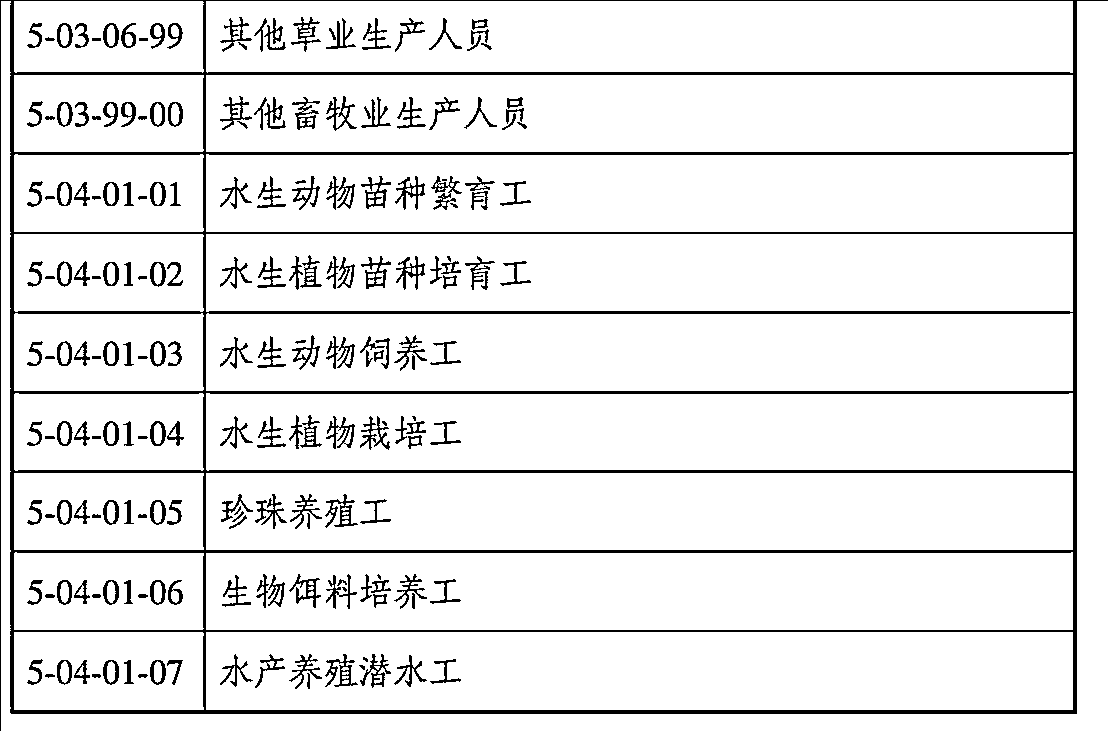 5-03-06-99 其他草业生产人员
5-03-99-00 其他畜牧业生产人员
5-04-01-01 水生动物苗种繁育工
5-04-01-02 水生植物苗种培育工
5-04-01-03 水生动物饲养工
5-04-01-04 水生植物栽培工
5-04-01-05 珍珠养殖工
5-04-01-06 生物饵料培养工
5-04-01-07 水产养殖潜水工